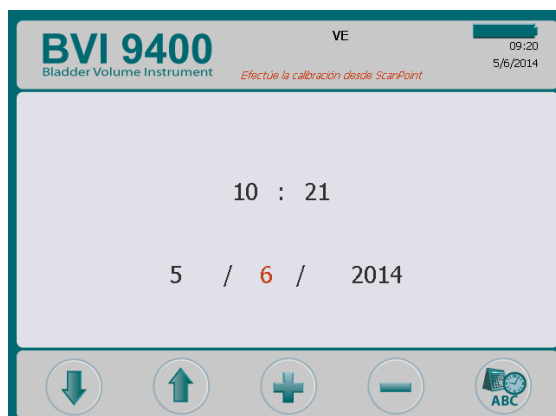 BVI 9400
Bladder Volume Instrument
VE
Efectúe la calibración desde ScanPoint
09:20
5/6/2014
10 : 21
5 / 6 / 2014
ABC